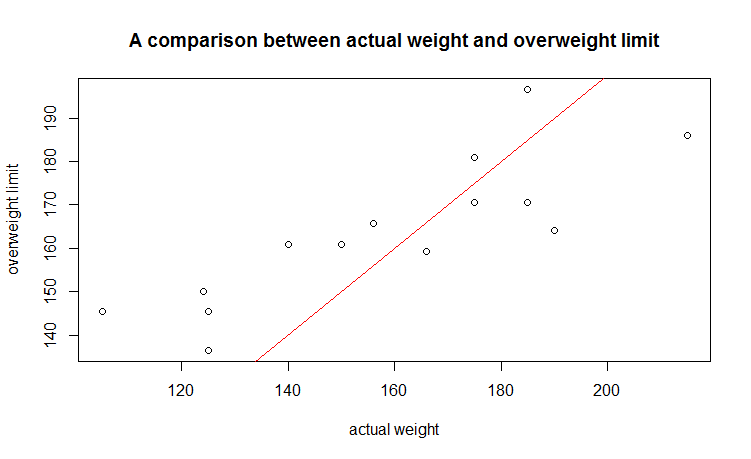 A comparison between actual weight and overweight limit
190
180
170
160
150
140
overweight limit
120 140 160 180 200
actual weight